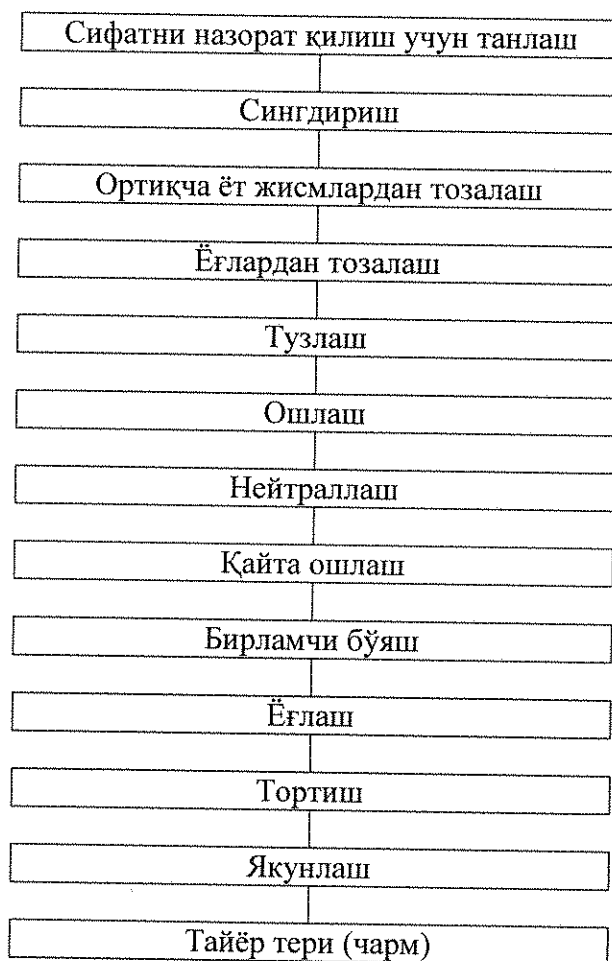 Сифатни назорат қилиш учун танлаш
Сингдириш
Ортиқча ёт жисмлардан тозалаш
Ёғлардан тозалаш
Тузлаш
Ошлаш
Нейтраллаш
Қайта ошлаш
Бирламчи бўяш
Ёғлаш
Тортиш
Якунлаш
Тайёр тери (чарм)